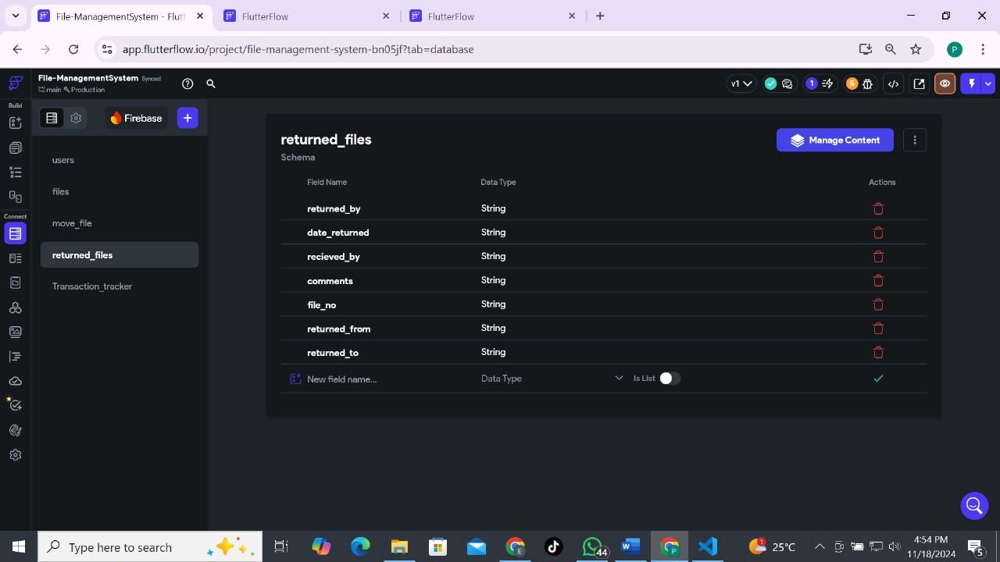 File-ManagementSystem - Flutt
FlutterFlow
FlutterFlow
app.flutterflow.io/project/file-management-system-bn05jf?tab=database
P
File-ManagementSystem Synced
main Production
v1
1
5
Build
Firebase
users
files
move_file
returned_files
Transaction_tracker
Connect
returned_files
Schema
Manage Content
Field Name Data Type Actions
returned_by String
date_returned String
recieved_by String
comments String
file_no String
returned_from String
returned_to String
New field name... Data Type Is List
Type here to search
E
W
44
P
1
25°C
4:54 PM
11/18/2024
5